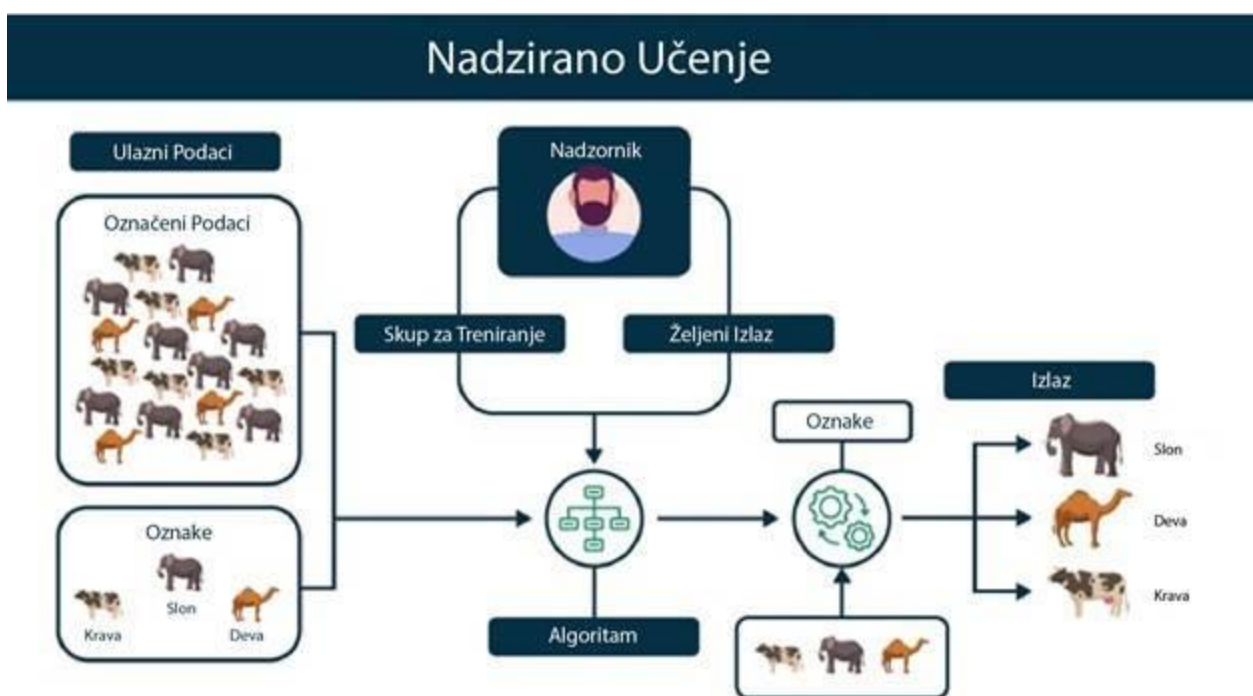 Nadzirano Učenje
Ulazni Podaci
Označeni Podaci
Oznake
Slon
Krava
Deva
Nadzornik
Skup za Treniranje
Željeni Izlaz
Algoritam
Oznake
Izlaz
Slon
Deva
Krava